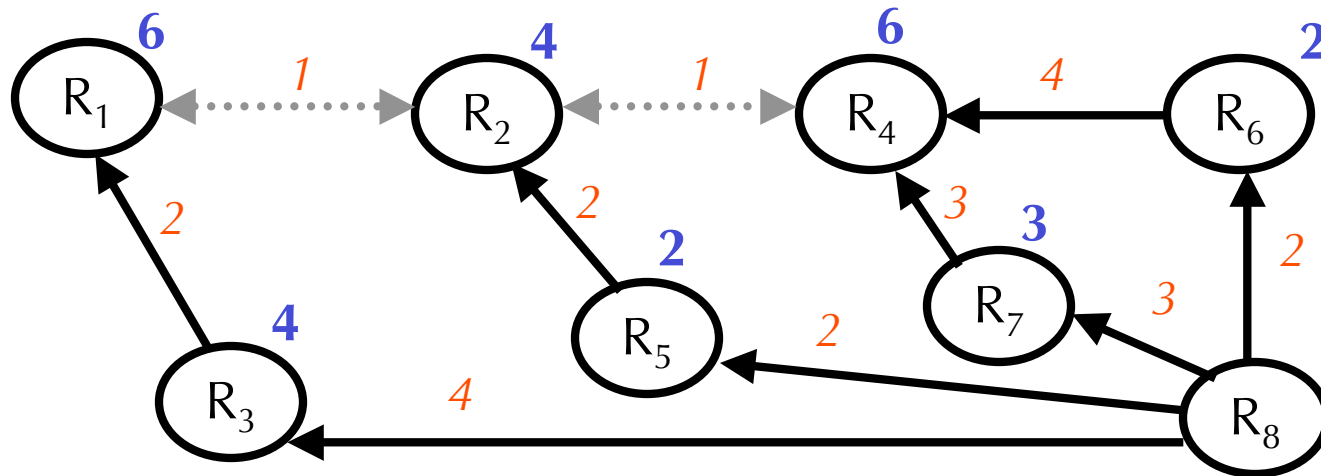 6 4 6 2
1 1 4
R₁ R₂ R₄ R₆
2 2 3 3 2
2
R₇
4 R₅ 2 3
R₃ 4 R₈